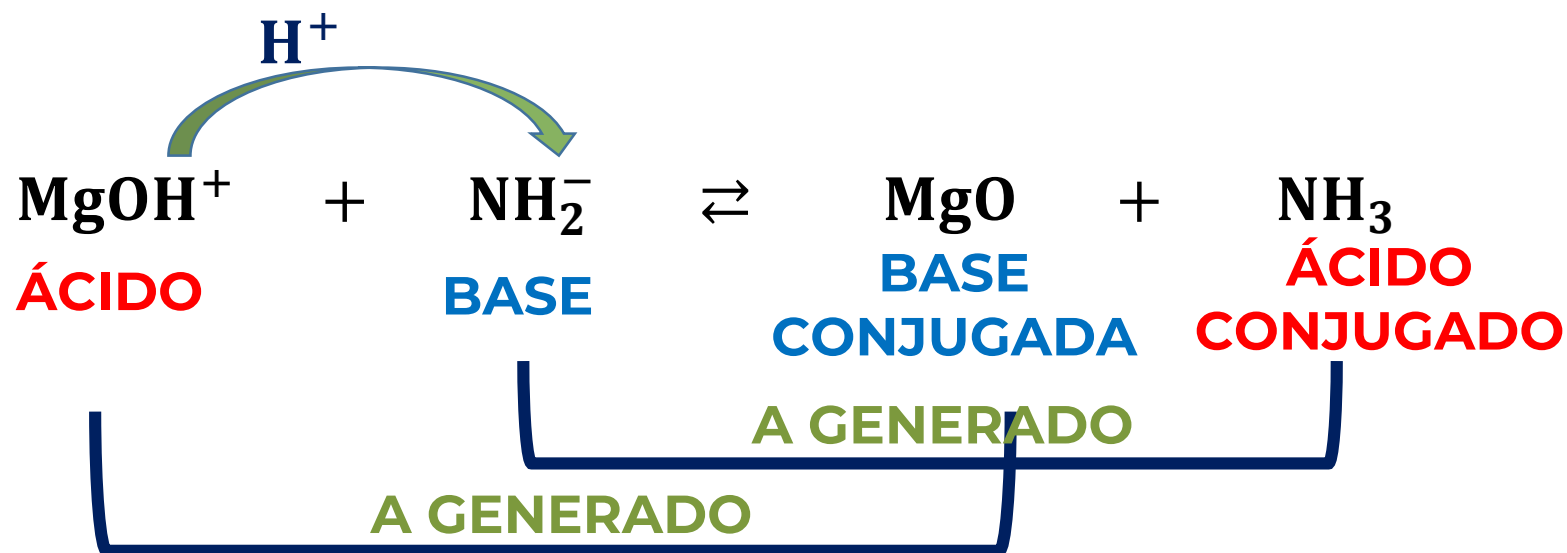 H⁺
MgOH⁺ + NH₂⁻ ⇄ MgO + NH₃
ÁCIDO BASE BASE CONJUGADA ÁCIDO CONJUGADO
A GENERADO
A GENERADO